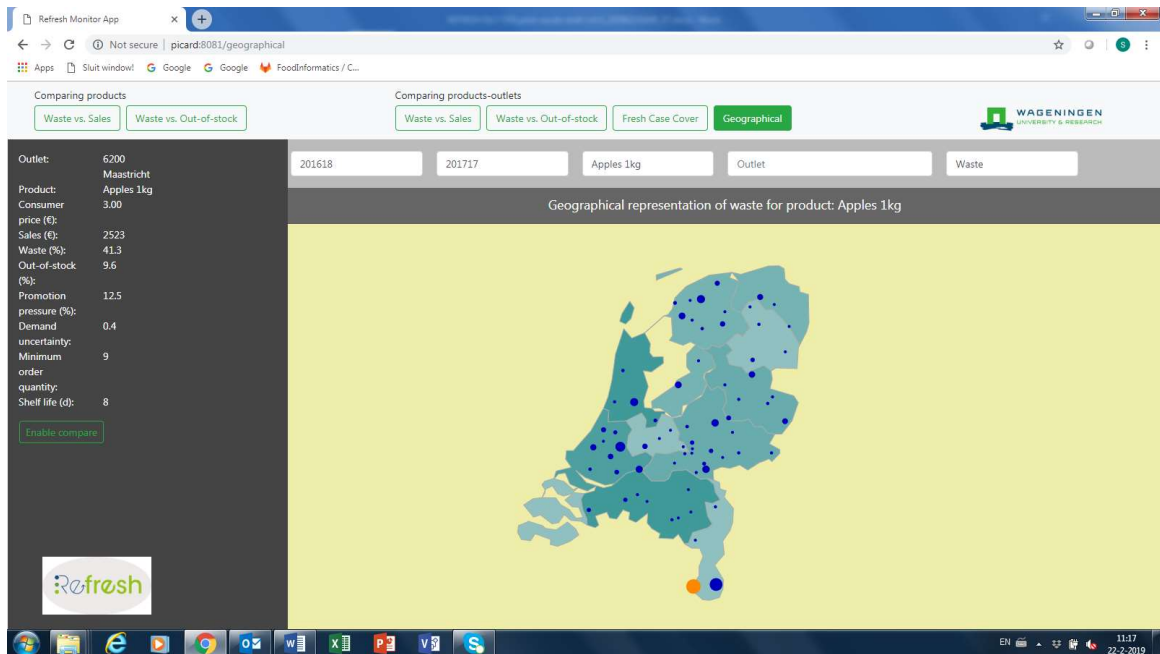 Refresh Monitor App
Not secure | picard:8081/geographical
Apps Sluit window! Google Google FoodInformatics / C...
Comparing products
Waste vs. Sales Waste vs. Out-of-stock
Comparing products-outlets
Waste vs. Sales Waste vs. Out-of-stock Fresh Case Cover Geographical
WAGENINGEN
UNIVERSITY & RESEARCH
Outlet: 6200
Maastricht
Product: Apples 1kg
Consumer 3.00
price (€):
Sales (€): 2523
Waste (%): 41.3
Out-of-stock 9.6
(%):
Promotion 12.5
pressure (%):
Demand 0.4
uncertainty:
Minimum 9
order
quantity:
Shelf life (d): 8
Enable compare
201618 201717 Apples 1kg Outlet Waste
Geographical representation of waste for product: Apples 1kg
Refresh
EN 11:17
22-2-2019